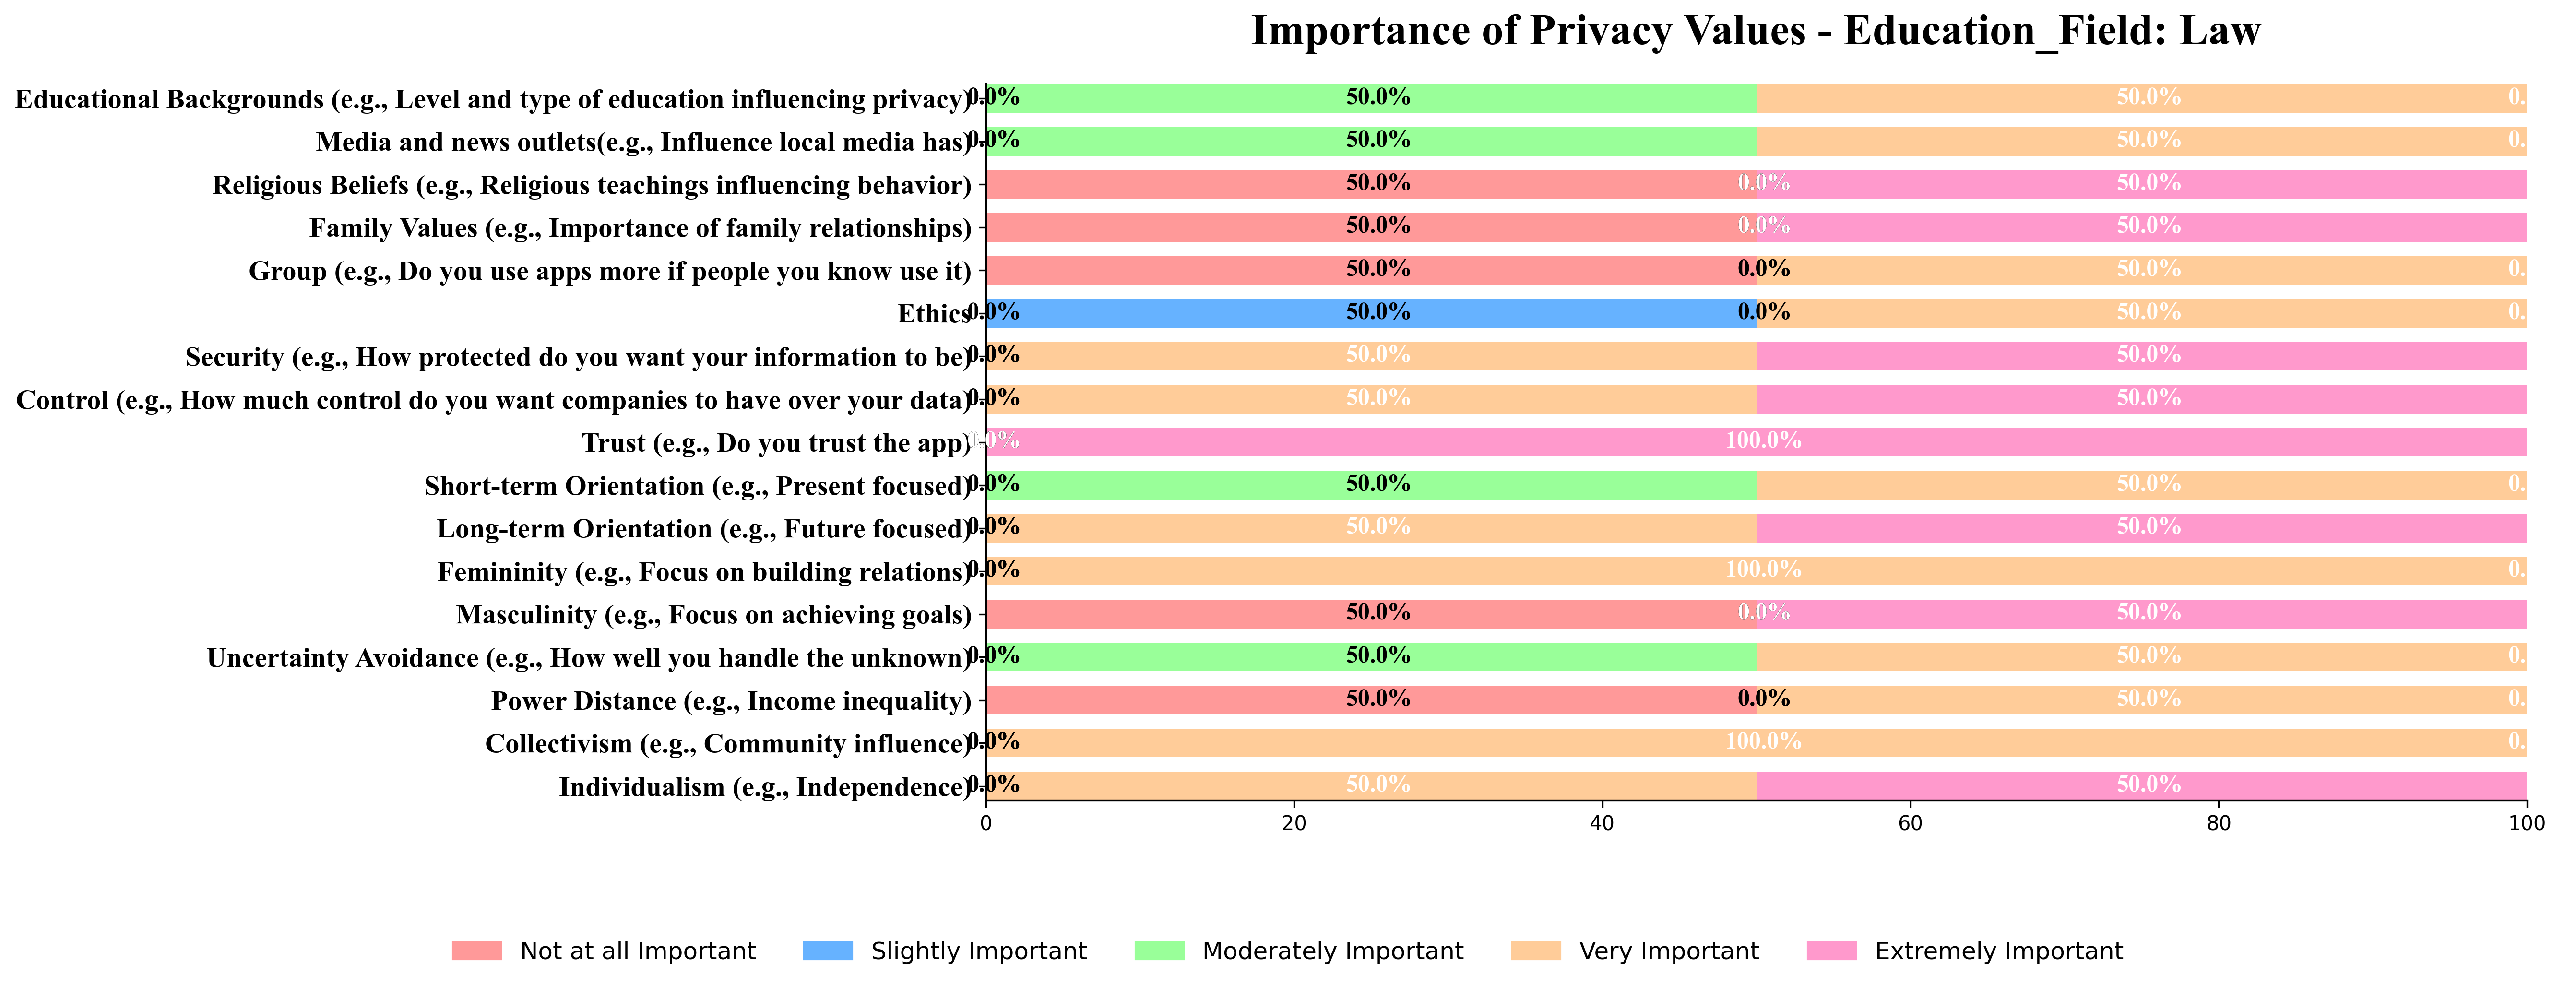 Importance of Privacy Values - Education_Field: Law
Educational Backgrounds (e.g., Level and type of education influencing privacy) 0.0% 50.0% 50.0% 0.
Media and news outlets(e.g., Influence local media has) 0.0% 50.0% 50.0% 0.
Religious Beliefs (e.g., Religious teachings influencing behavior) 50.0% 0.0% 50.0%
Family Values (e.g., Importance of family relationships) 50.0% 0.0% 50.0%
Group (e.g., Do you use apps more if people you know use it) 50.0% 0.0% 50.0% 0.
Ethics 0.0% 50.0% 0.0% 50.0% 0.
Security (e.g., How protected do you want your information to be) 0.0% 50.0% 50.0%
Control (e.g., How much control do you want companies to have over your data) 0.0% 50.0% 50.0%
Trust (e.g., Do you trust the app) 0.0% 100.0%
Short-term Orientation (e.g., Present focused) 0.0% 50.0% 50.0% 0.
Long-term Orientation (e.g., Future focused) 0.0% 50.0% 50.0%
Femininity (e.g., Focus on building relations) 0.0% 100.0% 0.
Masculinity (e.g., Focus on achieving goals) 50.0% 0.0% 50.0%
Uncertainty Avoidance (e.g., How well you handle the unknown) 0.0% 50.0% 50.0% 0.
Power Distance (e.g., Income inequality) 50.0% 0.0% 50.0% 0.
Collectivism (e.g., Community influence) 0.0% 100.0% 0.
Individualism (e.g., Independence) 0.0% 50.0% 50.0%
0 20 40 60 80 100
Not at all Important Slightly Important Moderately Important Very Important Extremely Important